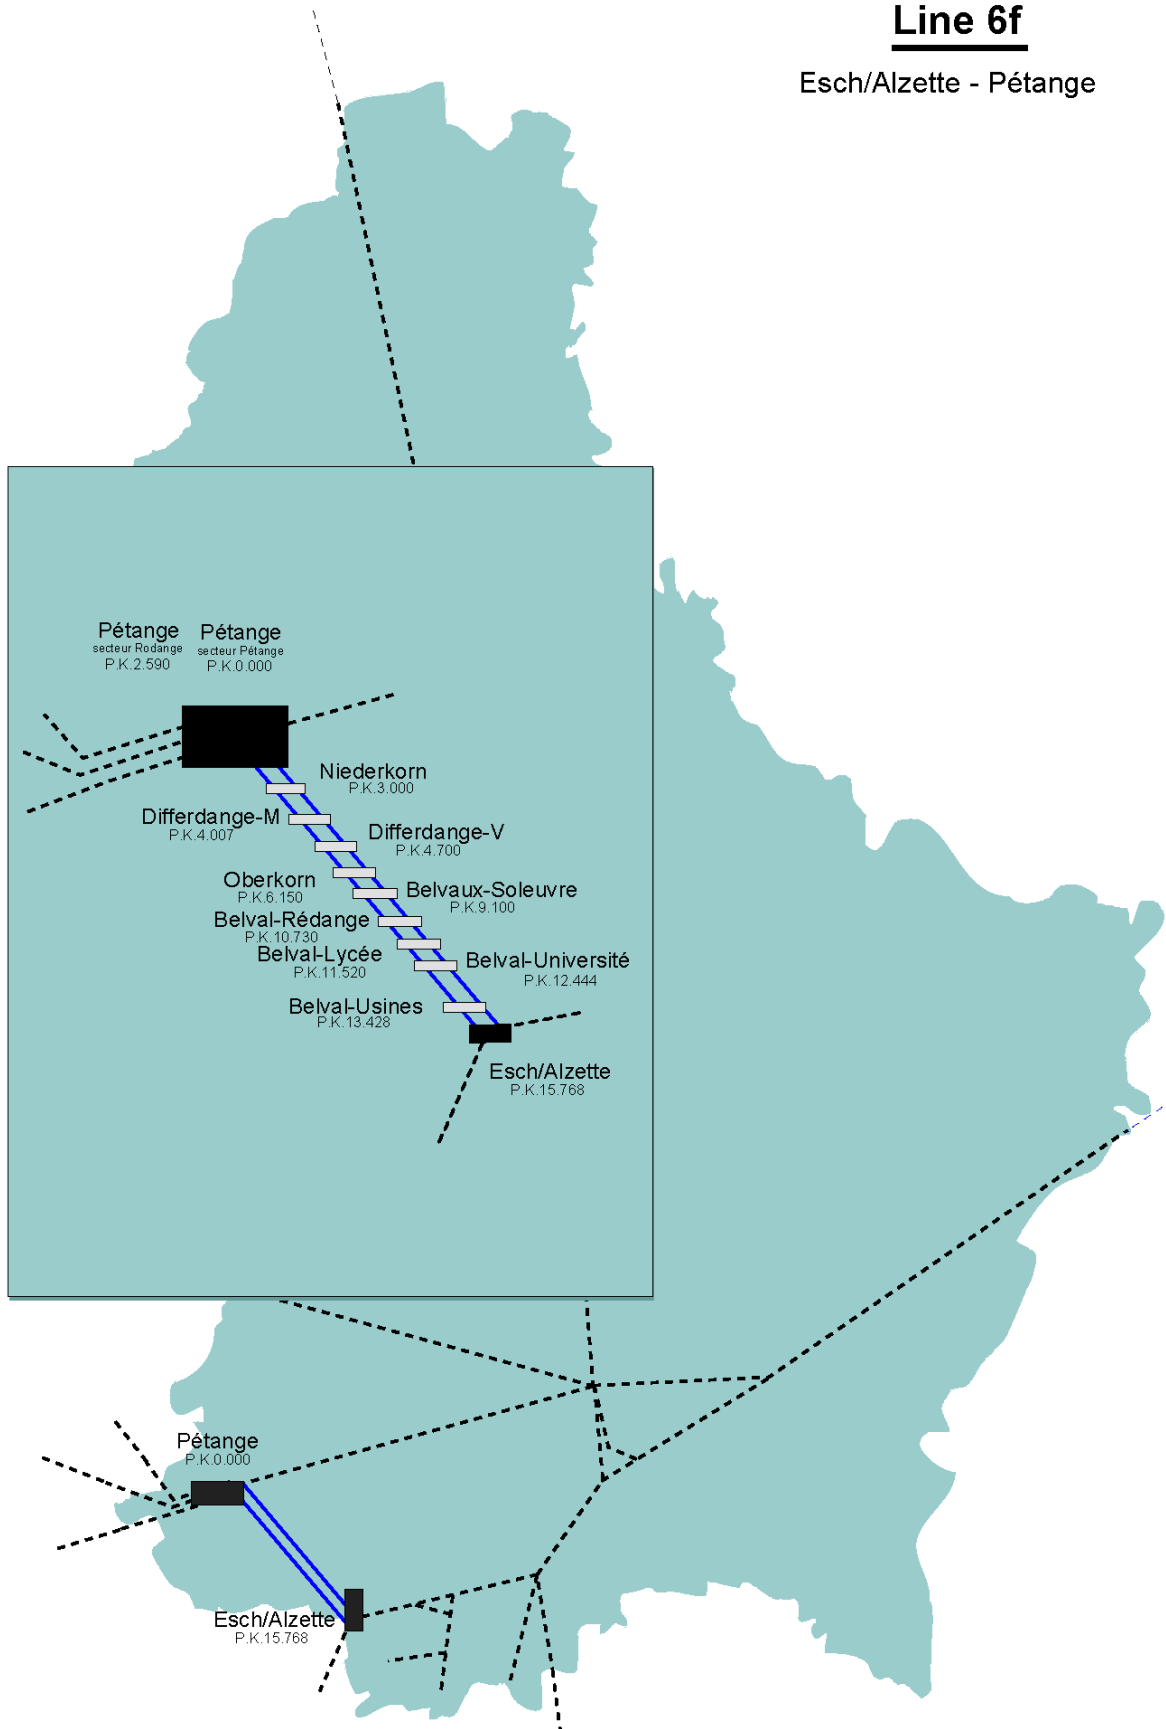 Line 6f
Esch/Alzette - Pétange
Pétange
secteur Rodange
P.K.2.590
Pétange
secteur Pétange
P.K.0.000
Niederkorn
P.K.3.000
Differdange-M
P.K.4.007
Differdange-V
P.K.4.700
Oberkorn
P.K.6.150
Belvaux-Soleuvre
P.K.9.100
Belval-Rédange
P.K.10.730
Belval-Lycée
P.K.11.520
Belval-Université
P.K.12.444
Belval-Usines
P.K.13.428
Esch/Alzette
P.K.15.768
Pétange
P.K.0.000
Esch/Alzette
P.K.15.768